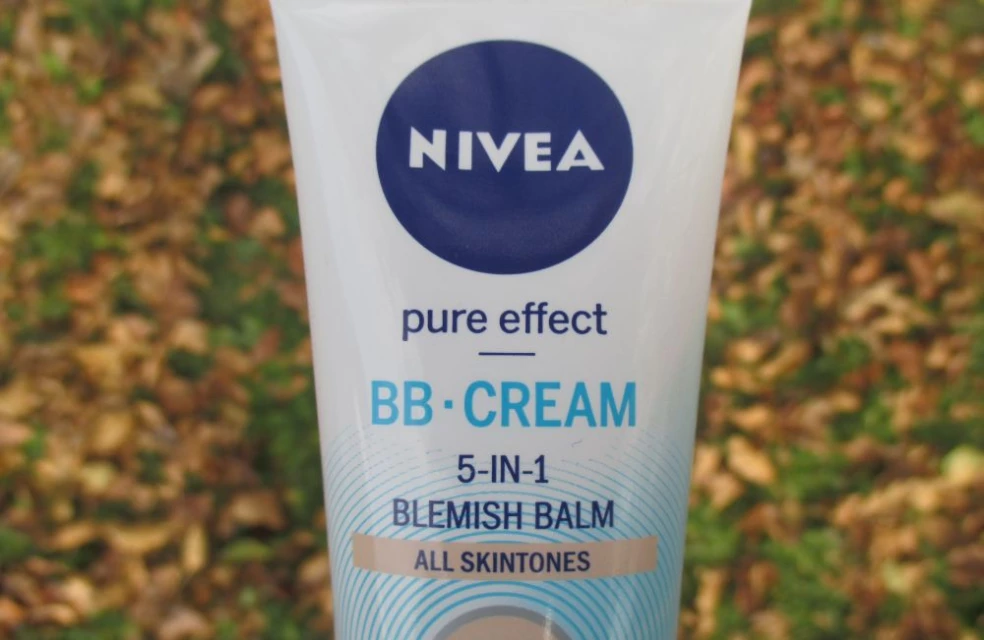 NIVEA
pure effect
BB·CREAM
5-IN-1
BLEMISH BALM
ALL SKINTONES